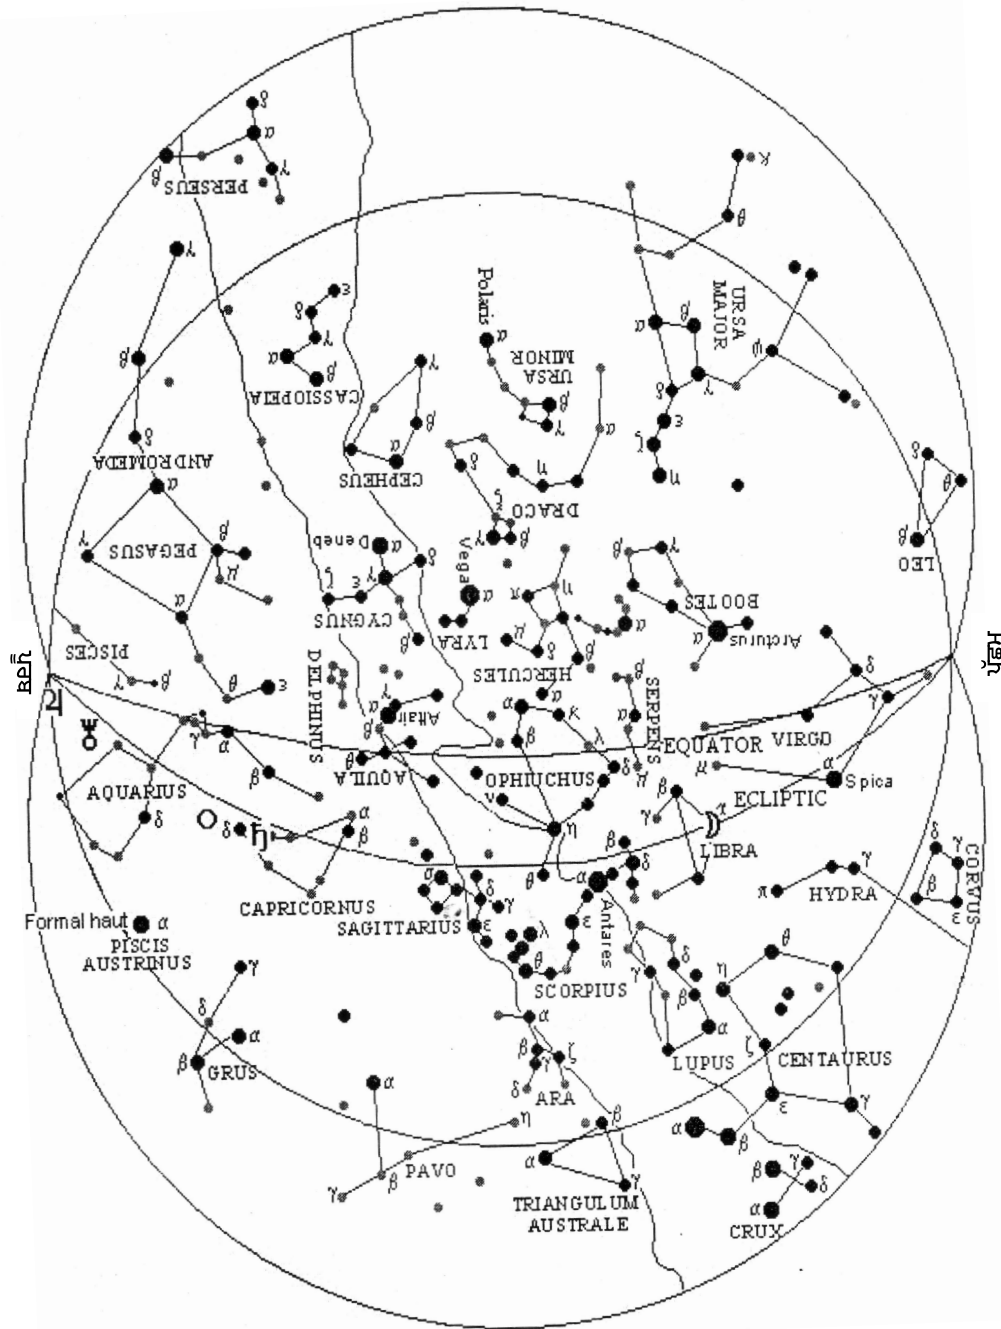 PERSEUS
δ
α
β
γ
κ
θ
URSA
MAJOR
γ
ε
δ
γ
α
β
CASSIOPEIA
Polaris
α
URSA
MINOR
β
γ
α
β
φ
γ
δ
ε
ζ
η
β
δ
ANDROMEDA
α
γ
β
α
CEPHEUS
δ
η
α
DRACO
ξ
γ
β
δ
θ
β
LEO
γ
PEGASUS
β
μ
α
Deneb
α
γ
δ
ε
ζ
CYGNUS
β
Vega
α
LYRA
π
η
μ
δ
β
HERCULES
α
β
γ
BOOTES
α
Arcturus
PISCES
γ
β
θ
ε
DELPHINUS
γ
α
β
Altair
θ
AQUILA
α
α
κ
β
λ
δ
OPHIUCHUS
ν
η
θ
β
α
SERPENS
μ
EQUATOR
VIRGO
δ
γ
μ
α
Spica
ECLIPTIC
γ
α
β
AQUARIUS
δ
δ
α
β
CAPRICORNUS
β
γ
α
LIBRA
π
γ
HYDRA
δ
γ
β
ε
CORVUS
Formal haut
α
PISCIS
AUSTRINUS
σ
δ
γ
ε
SAGITTARIUS
α
δ
ε
Antares
λ
θ
SCORPIUS
γ
δ
β
α
LUPUS
θ
η
ζ
CENTAURUS
ε
γ
α
β
γ
δ
α
β
GRUS
α
β
γ
ζ
δ
ARA
α
η
PAVO
γ
β
β
α
γ
TRIANGULUM
AUSTRALE
β
γ
δ
α
CRUX